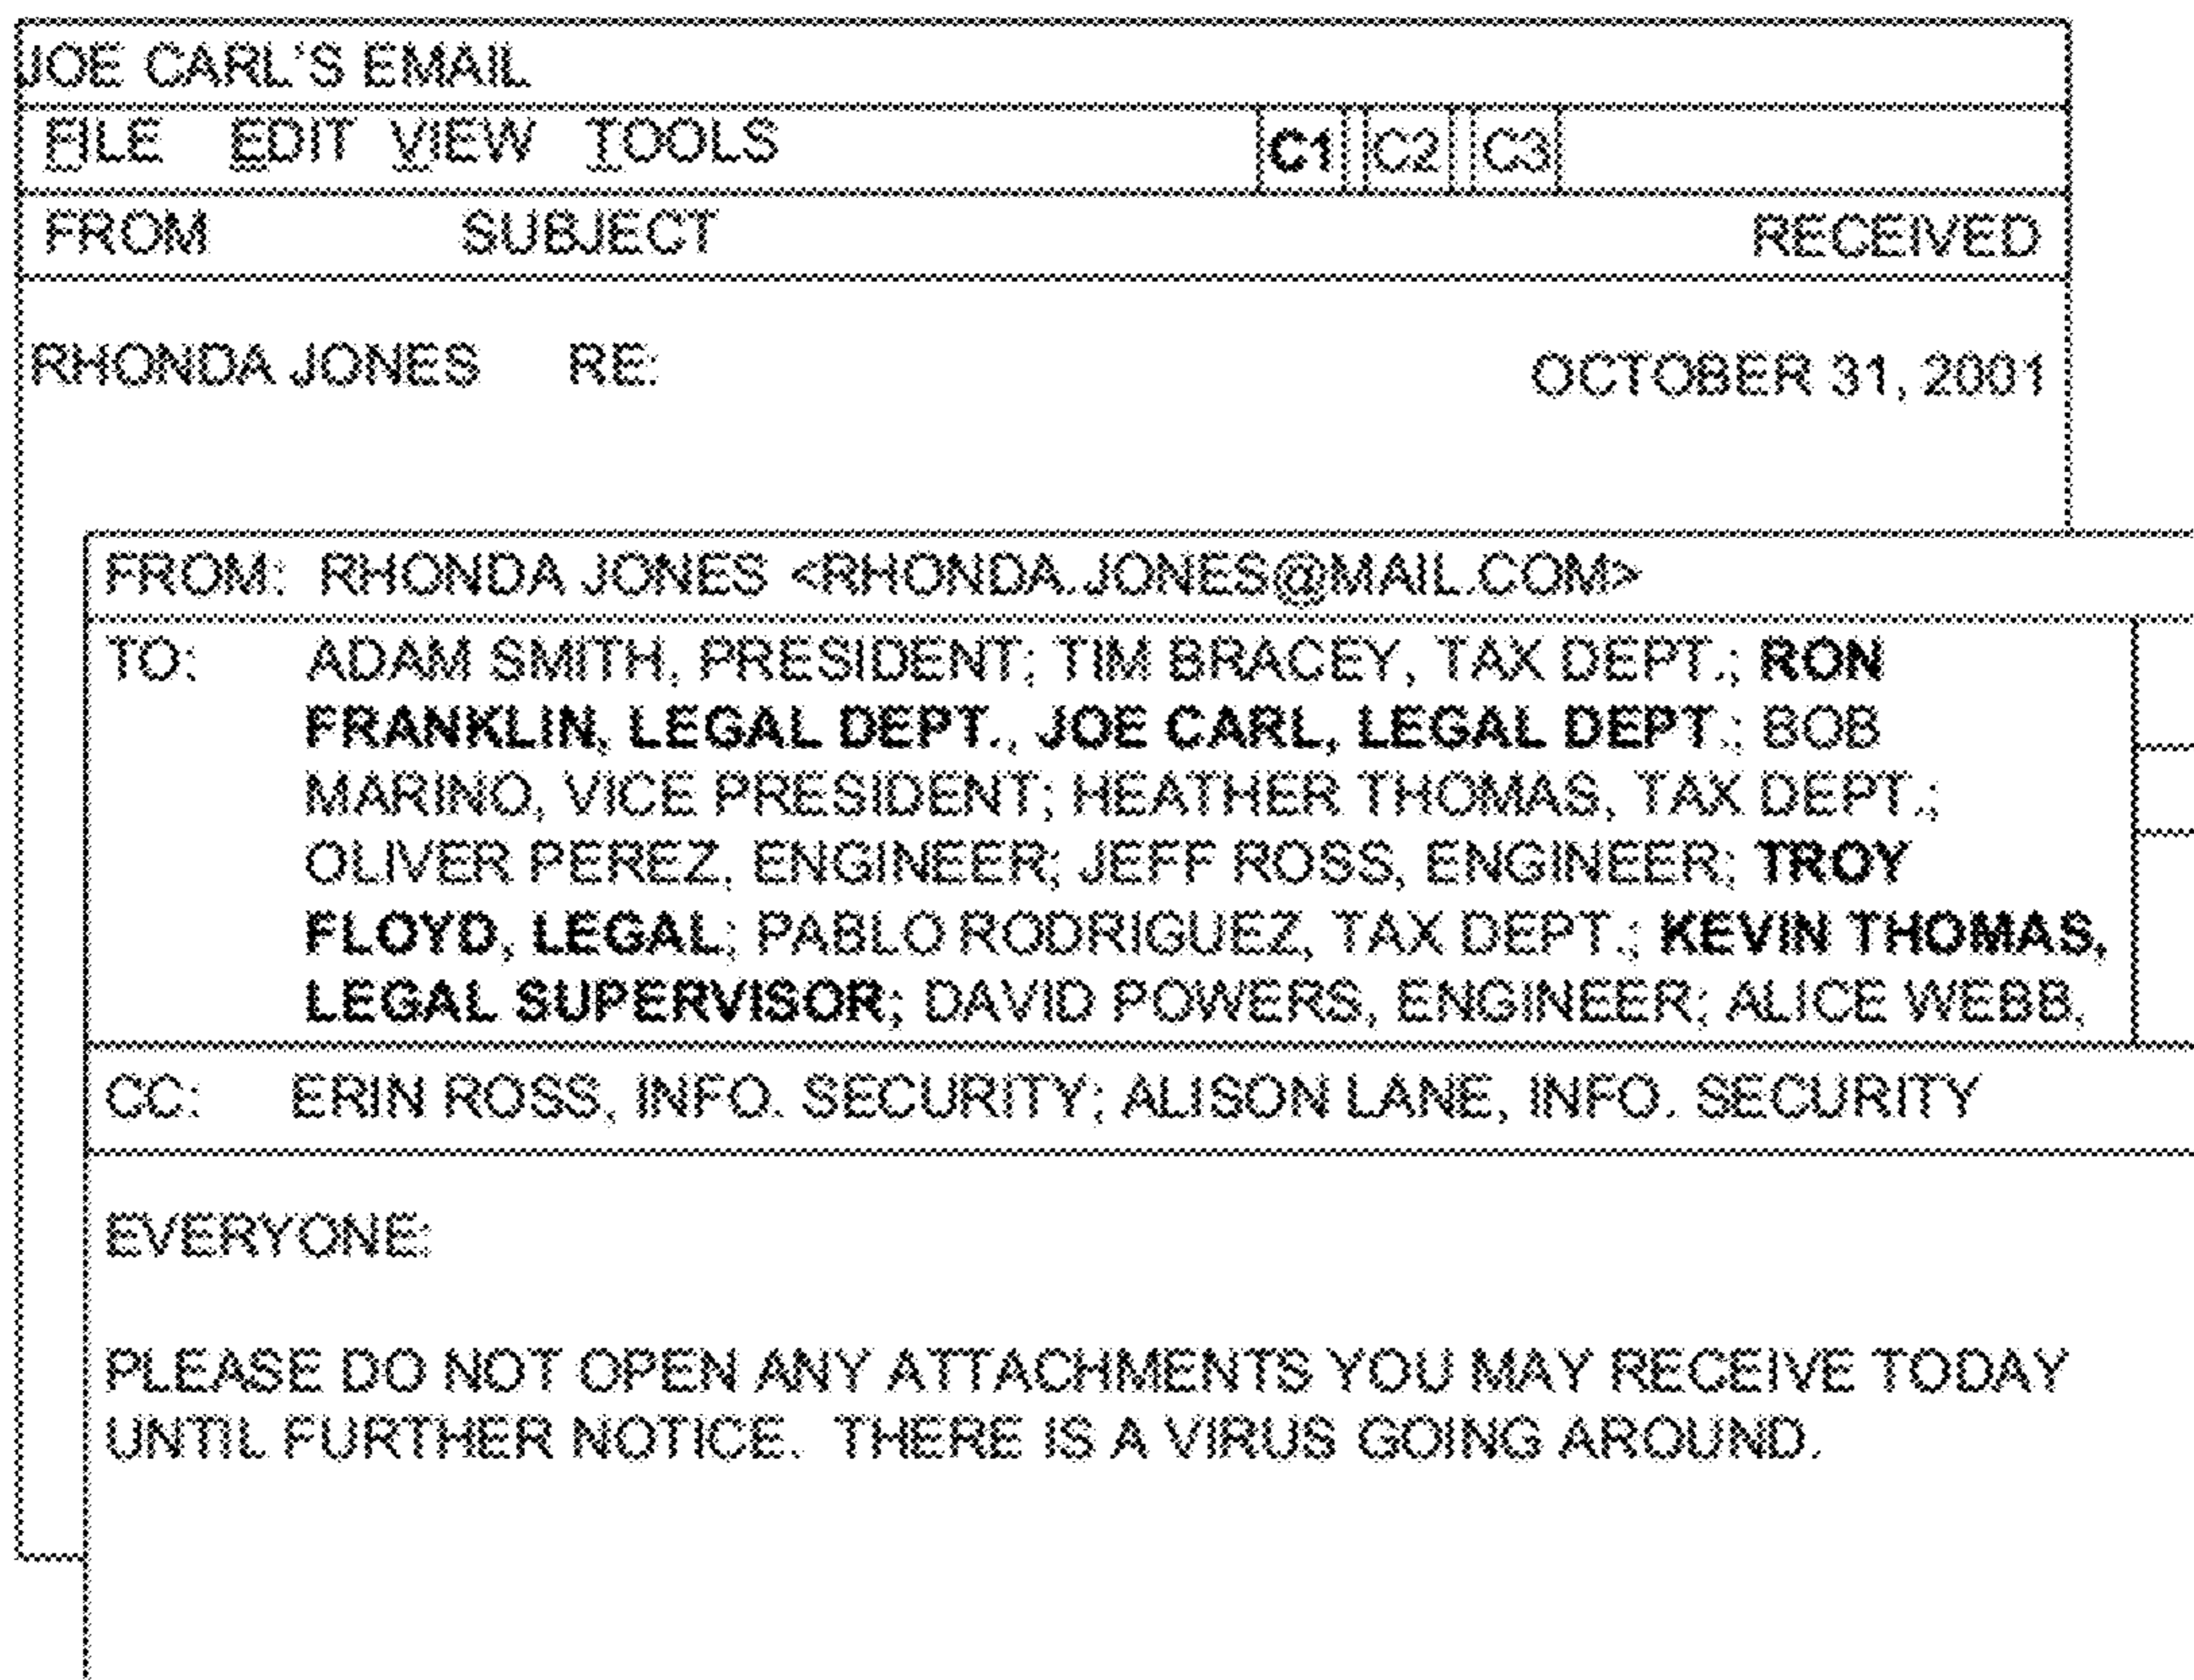 JOE CARL'S EMAIL
FILE EDIT VIEW TOOLS C1 C2 C3
FROM SUBJECT RECEIVED
RHONDA JONES RE: OCTOBER 31, 2001
FROM: RHONDA JONES <RHONDA.JONES@MAIL.COM>
TO: ADAM SMITH, PRESIDENT; TIM BRACEY, TAX DEPT.; RON
FRANKLIN, LEGAL DEPT., JOE CARL, LEGAL DEPT.; BOB
MARINO, VICE PRESIDENT; HEATHER THOMAS, TAX DEPT.;
OLIVER PEREZ, ENGINEER; JEFF ROSS, ENGINEER; TROY
FLOYD, LEGAL; PABLO RODRIGUEZ, TAX DEPT.; KEVIN THOMAS,
LEGAL SUPERVISOR; DAVID POWERS, ENGINEER; ALICE WEBB,
CC: ERIN ROSS, INFO. SECURITY; ALISON LANE, INFO. SECURITY
EVERYONE:
PLEASE DO NOT OPEN ANY ATTACHMENTS YOU MAY RECEIVE TODAY
UNTIL FURTHER NOTICE. THERE IS A VIRUS GOING AROUND.